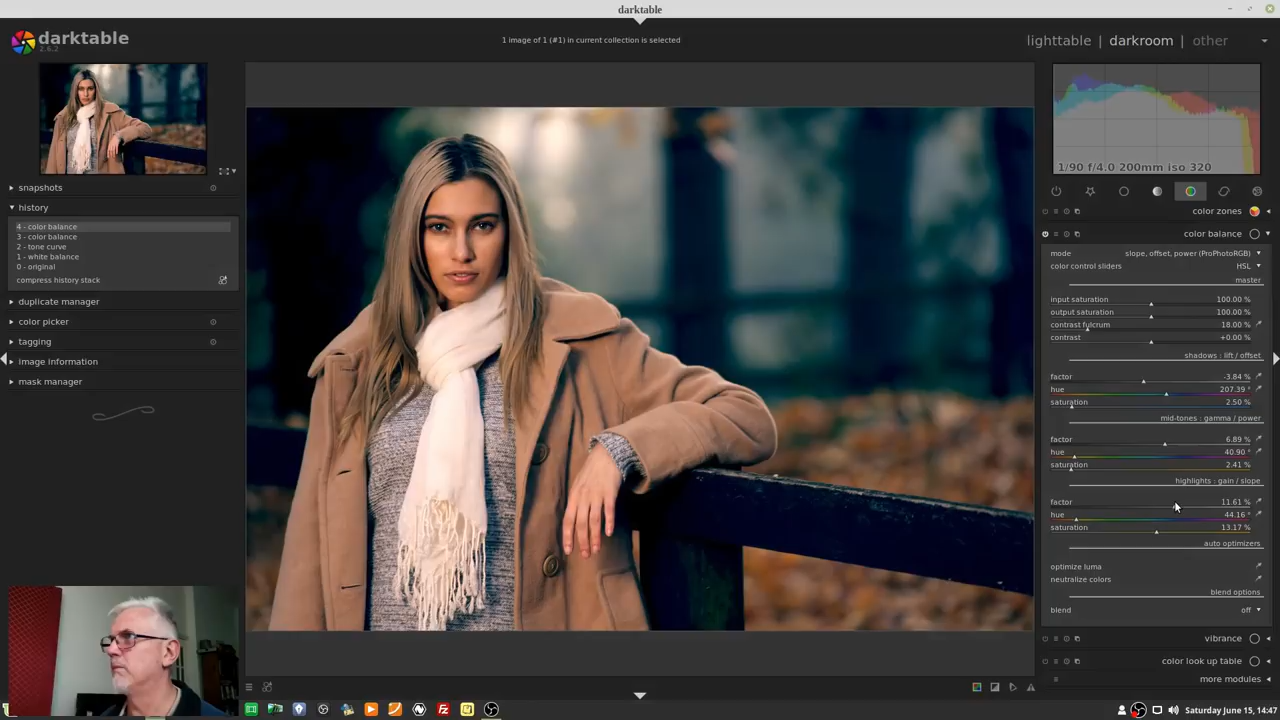 darktable
darktable
2.6.2
1 image of 1 (#1) in current collection is selected
lighttable | darkroom | other
snapshots
history
4 - color balance
3 - color balance
2 - tone curve
1 - white balance
0 - original
compress history stack
duplicate manager
color picker
tagging
image information
mask manager
1/90 f/4.0 200mm iso 320
color zones
color balance
mode slope, offset, power (ProPhotoRGB)
color control sliders HSL
master
input saturation 100.00 %
output saturation 100.00 %
contrast fulcrum 18.00 %
contrast +0.00 %
shadows : lift / offset
factor -3.84 %
hue 207.39 °
saturation 2.50 %
mid-tones : gamma / power
factor 6.89 %
hue 40.90 °
saturation 2.41 %
highlights : gain / slope
factor 11.61 %
hue 44.16 °
saturation 13.17 %
auto optimizers
optimize luma
neutralize colors
blend options
blend off
vibrance
color look up table
more modules
Saturday June 15, 14:47